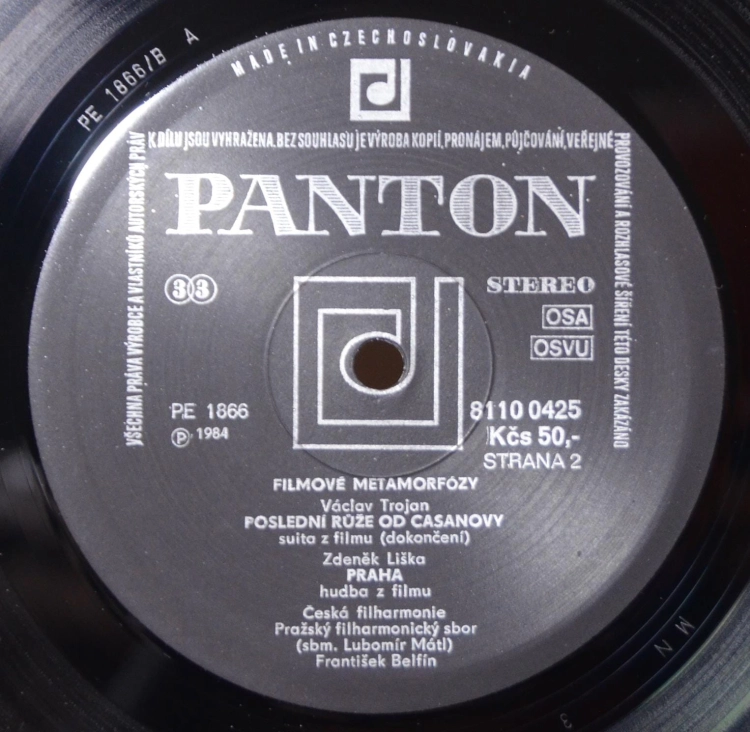 PE 1866/B A
MADE IN CZECHOSLOVAKIA
VŠECHNA PRÁVA VÝROBCE A VLASTNÍKŮ AUTORSKÝCH PRÁV
K DÍLU JSOU VYHRAŽENA. BEZ SOUHLASU JE VÝROBA KOPIÍ, PRONÁJEM, PŮJČOVÁNÍ, VEŘEJNÉ
PROVOZOVÁNÍ A ROZHLASOVÉ ŠÍŘENÍ TÉTO DESKY ZAKÁZÁNO
PANTON
33
STEREO
OSA
OSVU
PE 1866
℗ 1984
8110 0425
Kčs 50,-
STRANA 2
FILMOVÉ METAMORFÓZY
Václav Trojan
POSLEDNÍ RŮŽE OD CASANOVY
suita z filmu (dokončení)
Zdeněk Liška
PRAHA
hudba z filmu
Česká filharmonie
Pražský filharmonický sbor
(sbm. Lubomír Mátl)
František Belfín
M N
3